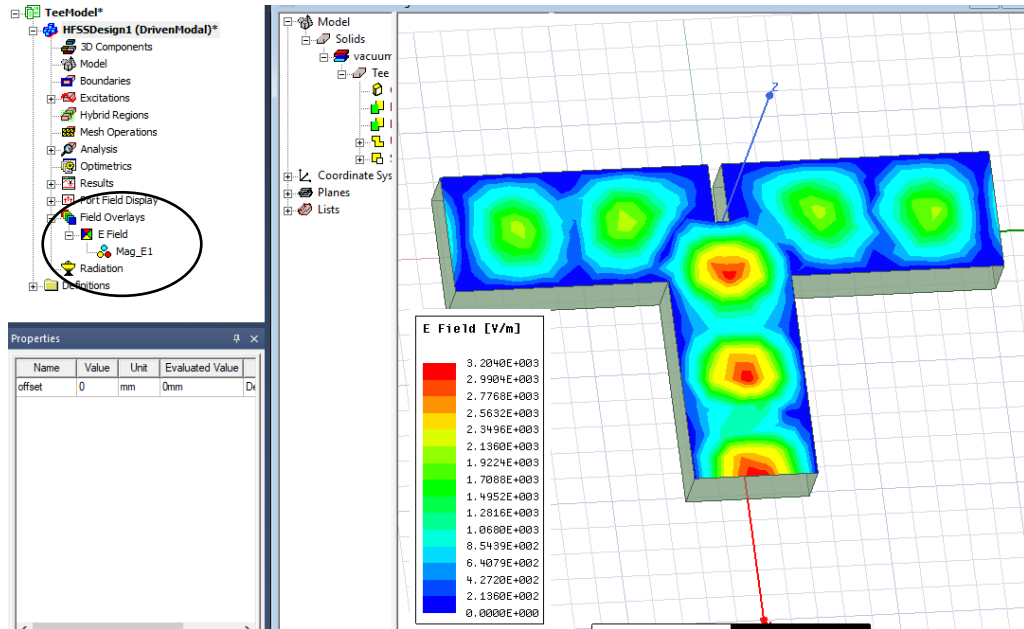 TeeModel*
HFSSDesign1 (DrivenModal)*
3D Components
Model
Boundaries
Excitations
Hybrid Regions
Mesh Operations
Analysis
Optimetrics
Results
Port Field Display
Field Overlays
E Field
Mag_E1
Radiation
Definitions
Properties
Name Value Unit Evaluated Value
offset 0 mm 0mm De
Model
Solids
vacuum
Tee
Coordinate Sys
Planes
Lists
Z
E Field [V/m]
3.2040E+003
2.9904E+003
2.7768E+003
2.5632E+003
2.3496E+003
2.1360E+003
1.9224E+003
1.7088E+003
1.4952E+003
1.2816E+003
1.0680E+003
8.5439E+002
6.4079E+002
4.2720E+002
2.1360E+002
0.0000E+000